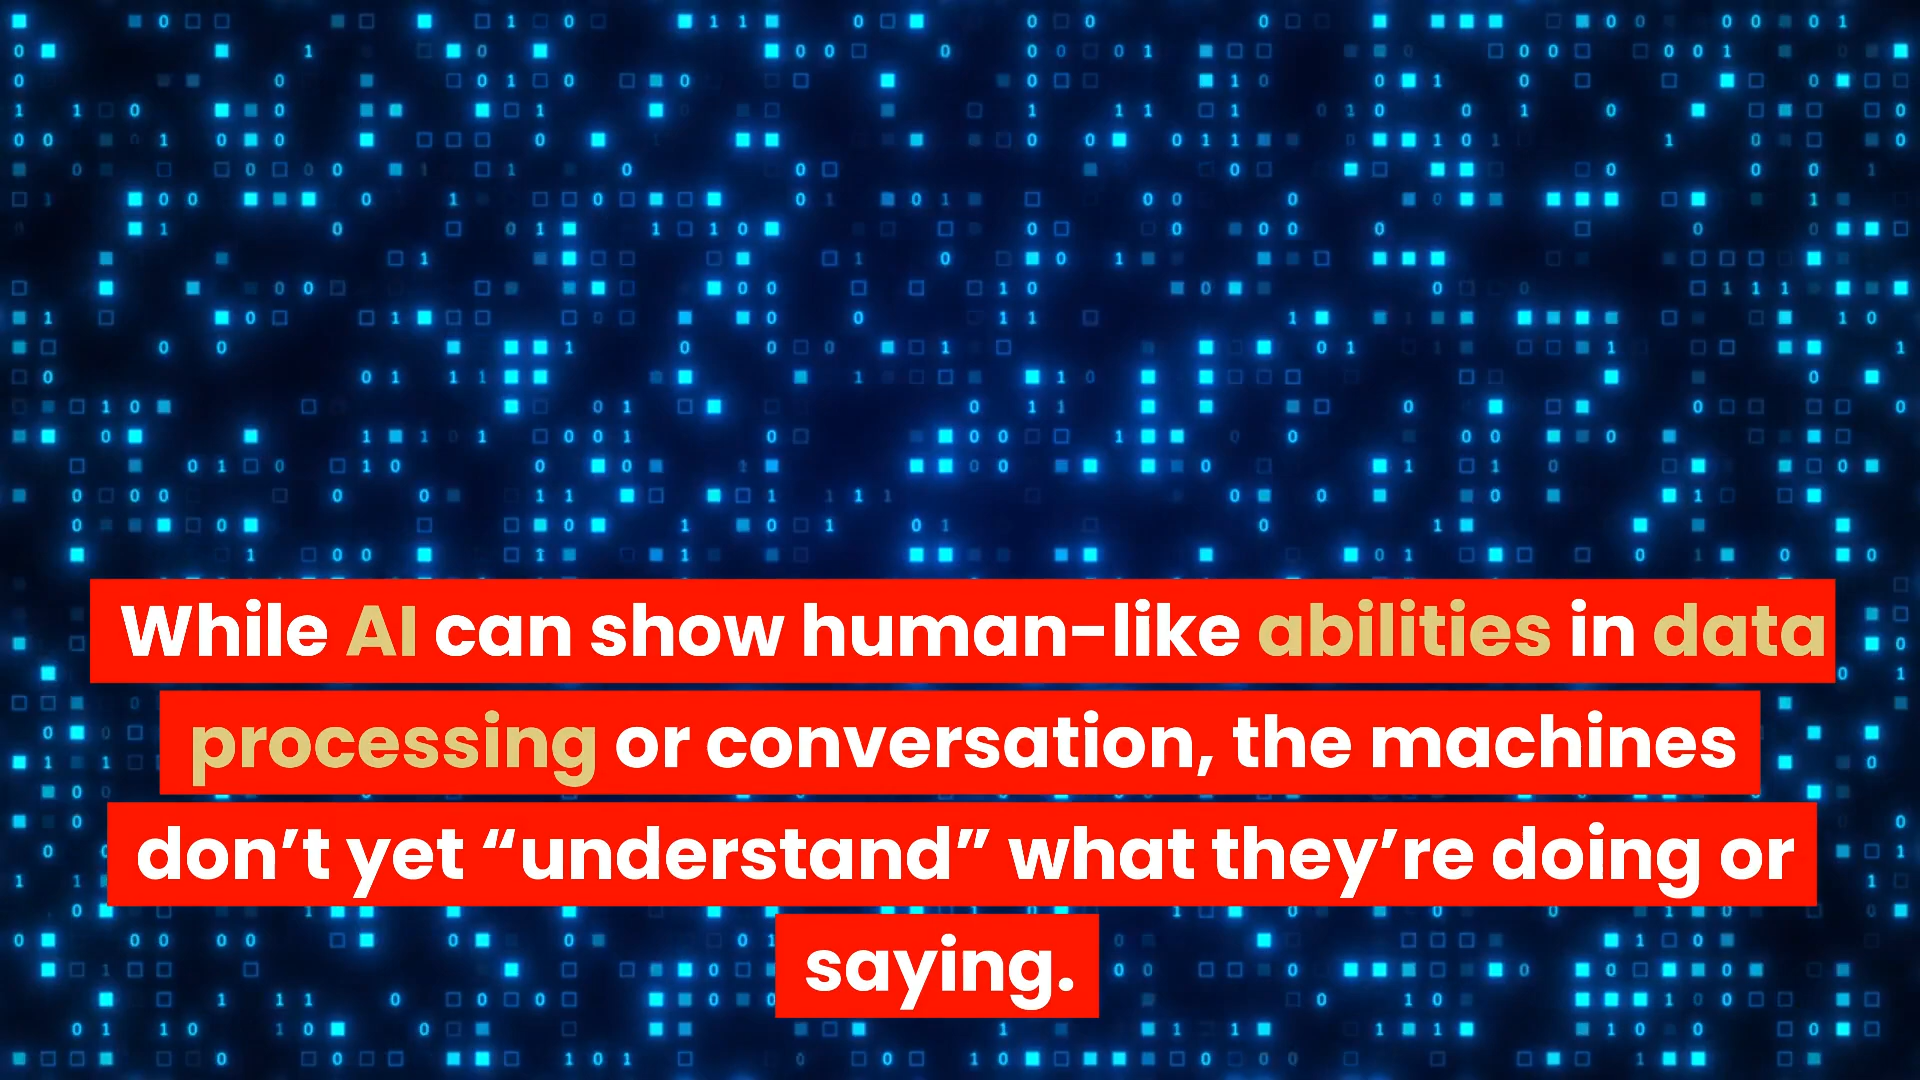 While AI can show human-like abilities in data
processing or conversation, the machines
don’t yet “understand” what they’re doing or
saying.